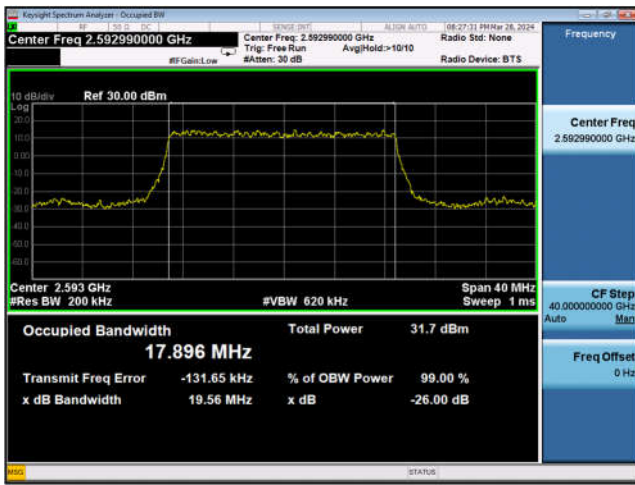 Keysight Spectrum Analyzer - Occupied BW
RF 50 Ω DC SENSE:INT ALIGN AUTO 08:27:31 PM Mar 28, 2024
Center Freq 2.592990000 GHz
Center Freq: 2.592990000 GHz Radio Std: None
Trig: Free Run Avg|Hold:>10/10
#IFGain:Low #Atten: 30 dB Radio Device: BTS
10 dB/div Ref 30.00 dBm
Log
20.0
10.0
0.00
-10.0
-20.0
-30.0
-40.0
-50.0
-60.0
Center 2.593 GHz Span 40 MHz
#Res BW 200 kHz #VBW 620 kHz Sweep 1 ms
Occupied Bandwidth Total Power 31.7 dBm
17.896 MHz
Transmit Freq Error -131.65 kHz % of OBW Power 99.00 %
x dB Bandwidth 19.56 MHz x dB -26.00 dB
MSG STATUS
Frequency
Center Freq
2.592990000 GHz
CF Step
40.000000000 GHz
Auto Man
Freq Offset
0 Hz